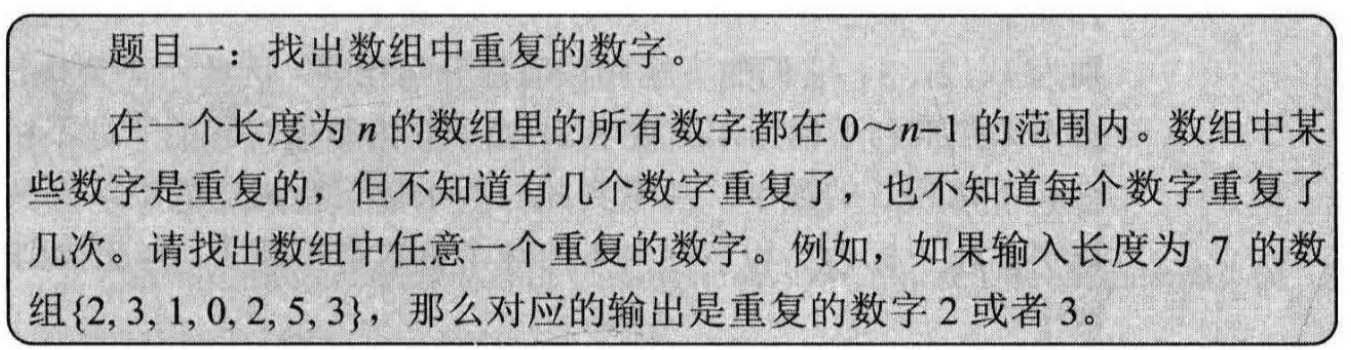 题目一：找出数组中重复的数字。
在一个长度为 n 的数组里的所有数字都在 0～n–1 的范围内。数组中某
些数字是重复的，但不知道有几个数字重复了，也不知道每个数字重复了
几次。请找出数组中任意一个重复的数字。例如，如果输入长度为 7 的数
组{2, 3, 1, 0, 2, 5, 3}，那么对应的输出是重复的数字 2 或者 3。